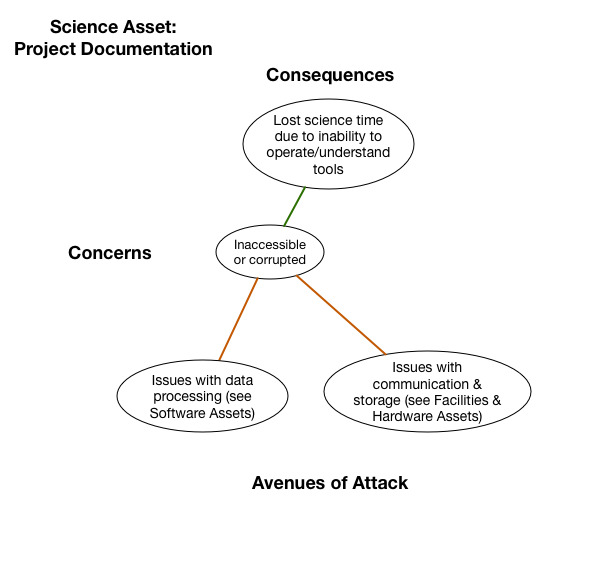 Science Asset:
Project Documentation
Consequences
Lost science time
due to inability to
operate/understand
tools
Concerns
Inaccessible
or corrupted
Issues with data
processing (see
Software Assets)
Issues with
communication &
storage (see Facilities &
Hardware Assets)
Avenues of Attack